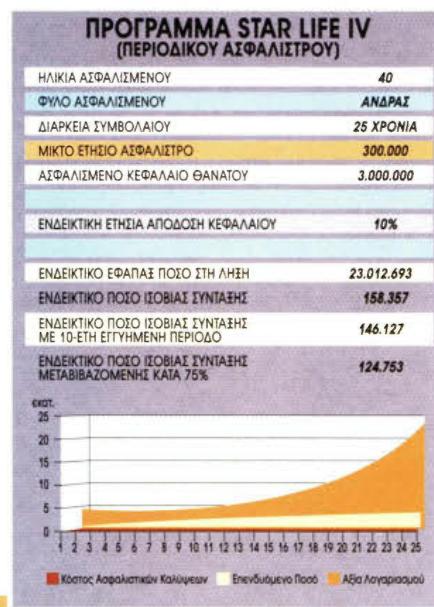 ΠΡΟΓΡΑΜΜΑ STAR LIFE IV
(ΠΕΡΙΟΔΙΚΟΥ ΑΣΦΑΛΙΣΤΡΟΥ)
ΗΛΙΚΙΑ ΑΣΦΑΛΙΣΜΕΝΟΥ 40
ΦΥΛΟ ΑΣΦΑΛΙΣΜΕΝΟΥ ΑΝΔΡΑΣ
ΔΙΑΡΚΕΙΑ ΣΥΜΒΟΛΑΙΟΥ 25 ΧΡΟΝΙΑ
ΜΙΚΤΟ ΕΤΗΣΙΟ ΑΣΦΑΛΙΣΤΡΟ 300.000
ΑΣΦΑΛΙΣΜΕΝΟ ΚΕΦΑΛΑΙΟ ΘΑΝΑΤΟΥ 3.000.000
ΕΝΔΕΙΚΤΙΚΗ ΕΤΗΣΙΑ ΑΠΟΔΟΣΗ ΚΕΦΑΛΑΙΟΥ 10%
ΕΝΔΕΙΚΤΙΚΟ ΕΦΑΠΑΞ ΠΟΣΟ ΣΤΗ ΛΗΞΗ 23.012.693
ΕΝΔΕΙΚΤΙΚΟ ΠΟΣΟ ΙΣΟΒΙΑΣ ΣΥΝΤΑΞΗΣ 158.357
ΕΝΔΕΙΚΤΙΚΟ ΠΟΣΟ ΙΣΟΒΙΑΣ ΣΥΝΤΑΞΗΣ
ΜΕ 10-ΕΤΗ ΕΓΓΥΗΜΕΝΗ ΠΕΡΙΟΔΟ 146.127
ΕΝΔΕΙΚΤΙΚΟ ΠΟΣΟ ΙΣΟΒΙΑΣ ΣΥΝΤΑΞΗΣ
ΜΕΤΑΒΙΒΑΖΟΜΕΝΗΣ ΚΑΤΑ 75% 124.753
εκατ.
25
20
15
10
5
0
1 2 3 4 5 6 7 8 9 10 11 12 13 14 15 16 17 18 19 20 21 22 23 24 25
Κόστος Ασφαλιστικών Καλύψεων Επενδυόμενο Ποσό Αξία Λογαριασμού